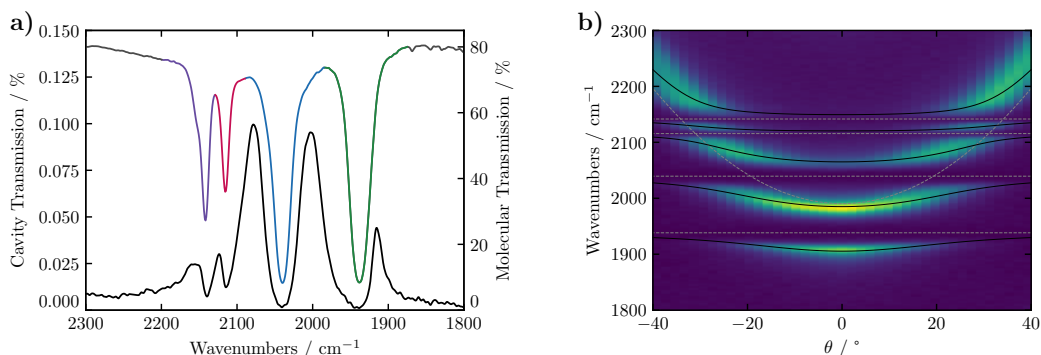 a)
0.150
0.125
0.100
0.075
0.050
0.025
0.000
Cavity Transmission / %
80
60
40
20
0
Molecular Transmission / %
2300 2200 2100 2000 1900 1800
Wavenumbers / cm⁻¹
b)
2300
2200
2100
2000
1900
1800
Wavenumbers / cm⁻¹
−40 −20 0 20 40
θ / °